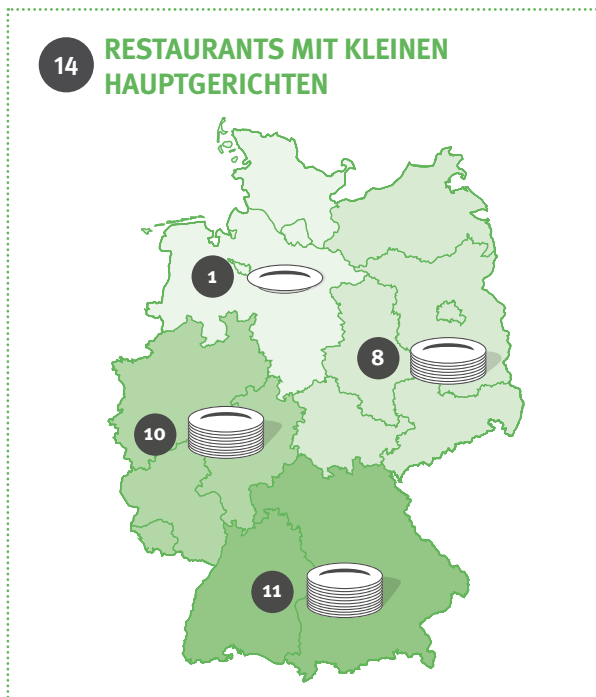 14
RESTAURANTS MIT KLEINEN
HAUPTGERICHTEN
1
8
10
11